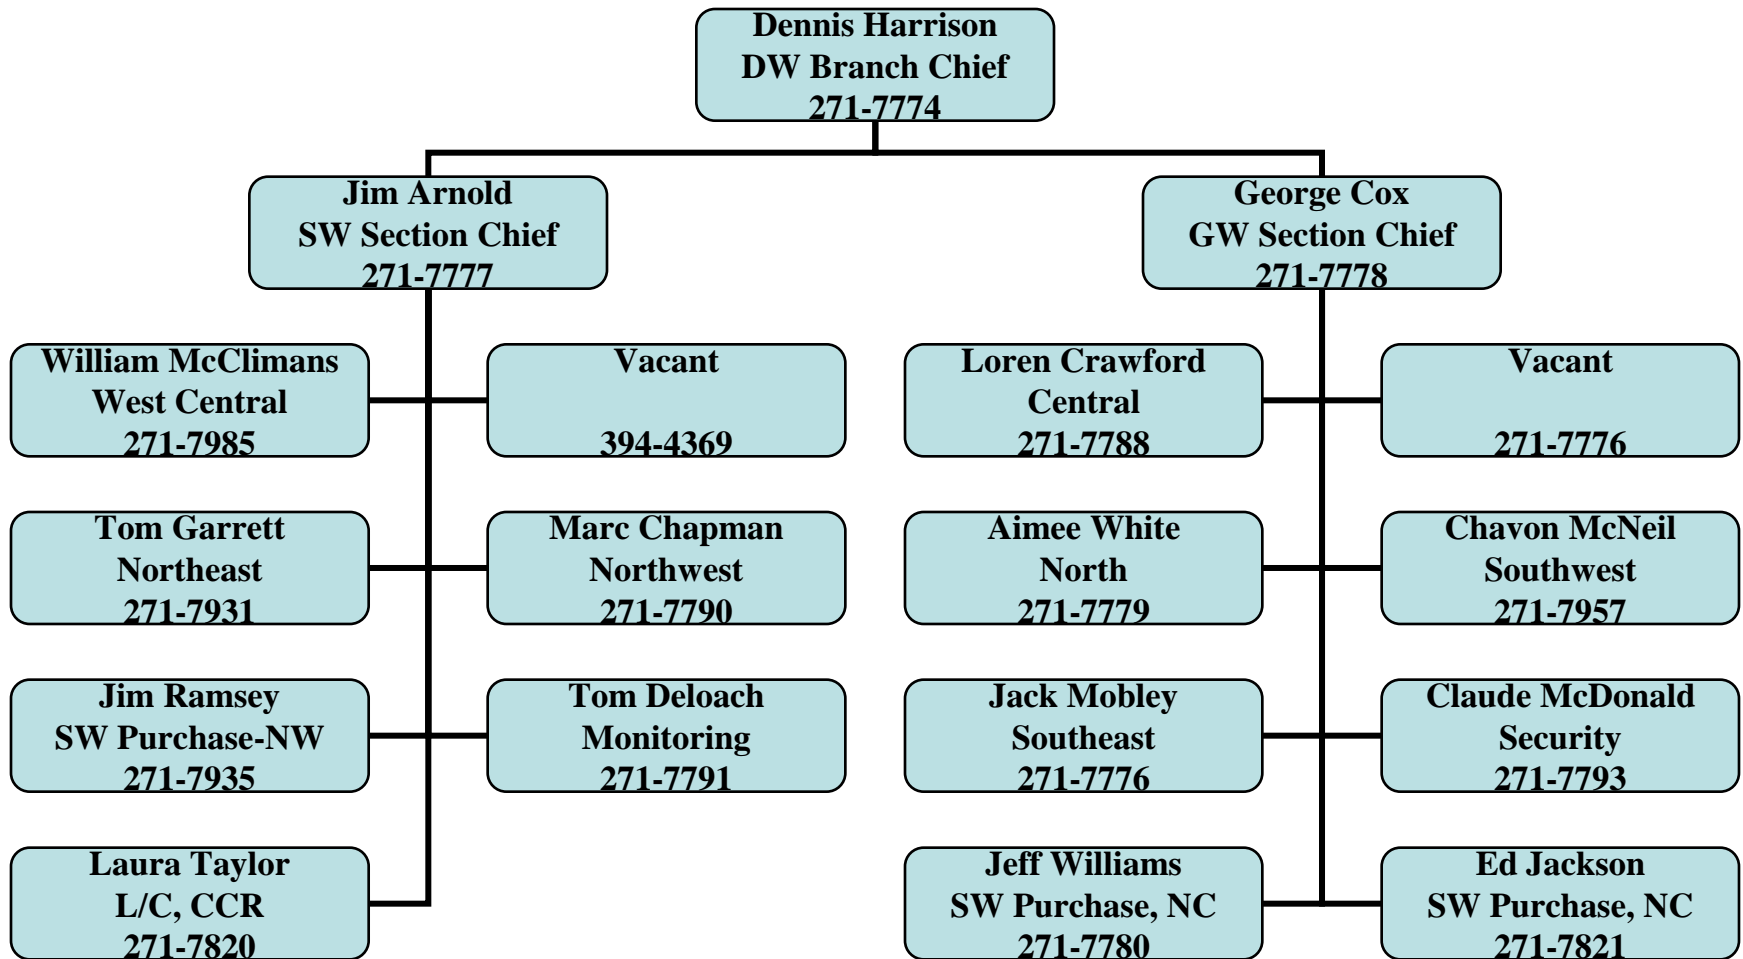 Dennis Harrison
DW Branch Chief
271-7774
Jim Arnold
SW Section Chief
271-7777
George Cox
GW Section Chief
271-7778
William McClimans
West Central
271-7985
Vacant
394-4369
Loren Crawford
Central
271-7788
Vacant
271-7776
Tom Garrett
Northeast
271-7931
Marc Chapman
Northwest
271-7790
Aimee White
North
271-7779
Chavon McNeil
Southwest
271-7957
Jim Ramsey
SW Purchase-NW
271-7935
Tom Deloach
Monitoring
271-7791
Jack Mobley
Southeast
271-7776
Claude McDonald
Security
271-7793
Laura Taylor
L/C, CCR
271-7820
Jeff Williams
SW Purchase, NC
271-7780
Ed Jackson
SW Purchase, NC
271-7821